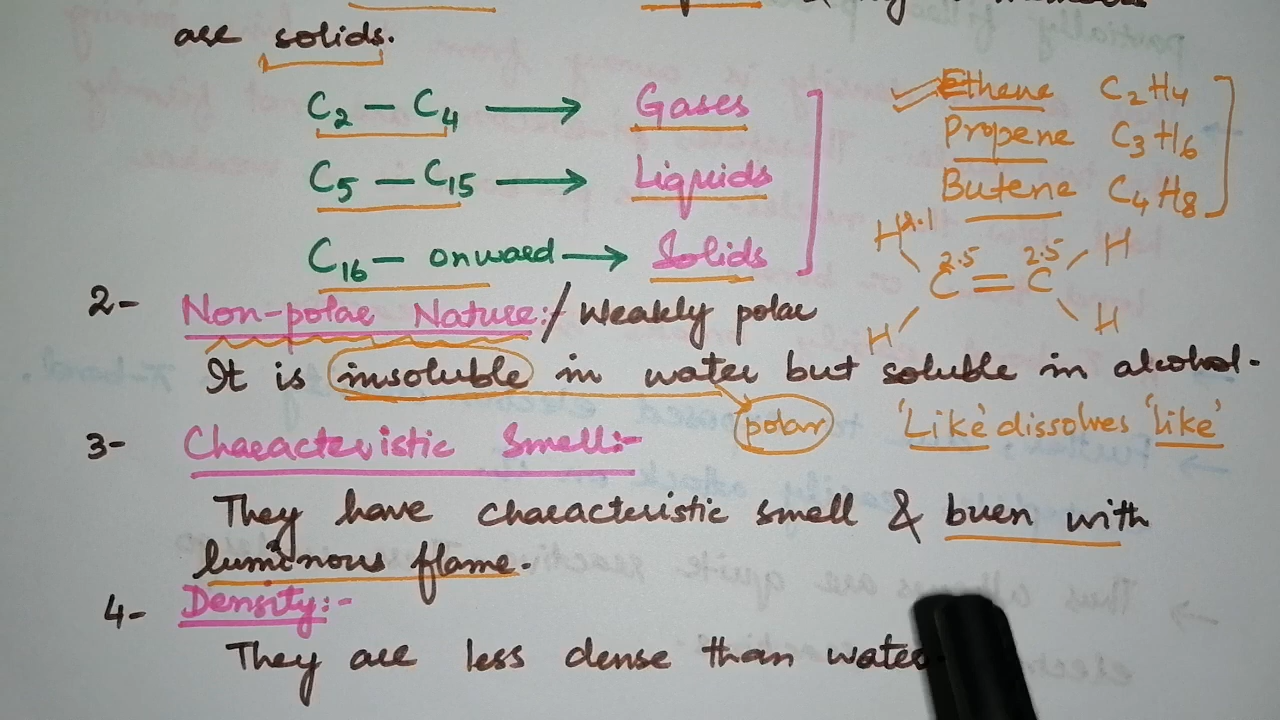 are solids.
C2 – C4 → Gases
C5 – C15 → Liquids
C16 – onward → Solids
Ethene C2H4
Propene C3H6
Butene C4H8
H 2.1 2.5 2.5 H
C = C
H H
2- Non-polar Nature:/ Weakly polar
It is insoluble in water but soluble in alcohol.
polar 'Like' dissolves 'like'
3- Characteristic Smell:-
They have characteristic smell & burn with
luminous flame.
4- Density:-
They are less dense than water.